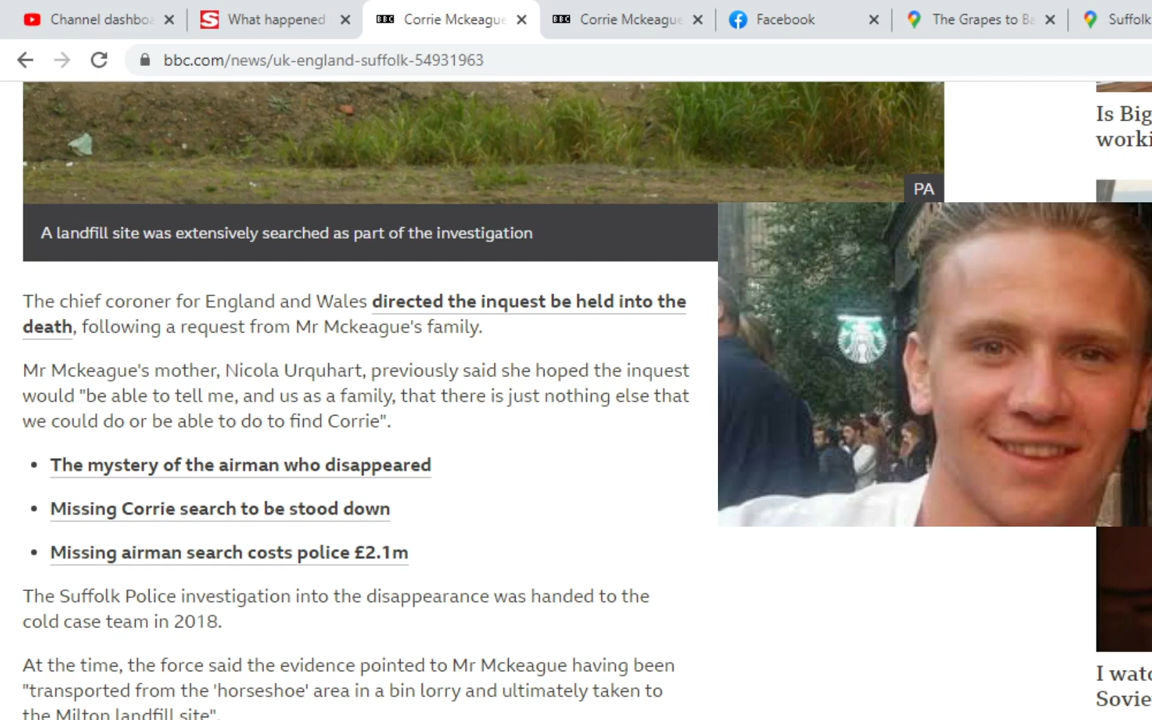 Channel dashboa
What happened
BBC Corrie Mckeague
BBC Corrie Mckeague
Facebook
The Grapes to Ba
Suffolk
bbc.com/news/uk-england-suffolk-54931963
Is Big
worki
PA
A landfill site was extensively searched as part of the investigation
The chief coroner for England and Wales directed the inquest be held into the
death, following a request from Mr Mckeague's family.
Mr Mckeague's mother, Nicola Urquhart, previously said she hoped the inquest
would "be able to tell me, and us as a family, that there is just nothing else that
we could do or be able to do to find Corrie".
• The mystery of the airman who disappeared
• Missing Corrie search to be stood down
• Missing airman search costs police £2.1m
The Suffolk Police investigation into the disappearance was handed to the
cold case team in 2018.
At the time, the force said the evidence pointed to Mr Mckeague having been
"transported from the 'horseshoe' area in a bin lorry and ultimately taken to
the Milton landfill site".
I watc
Sovie